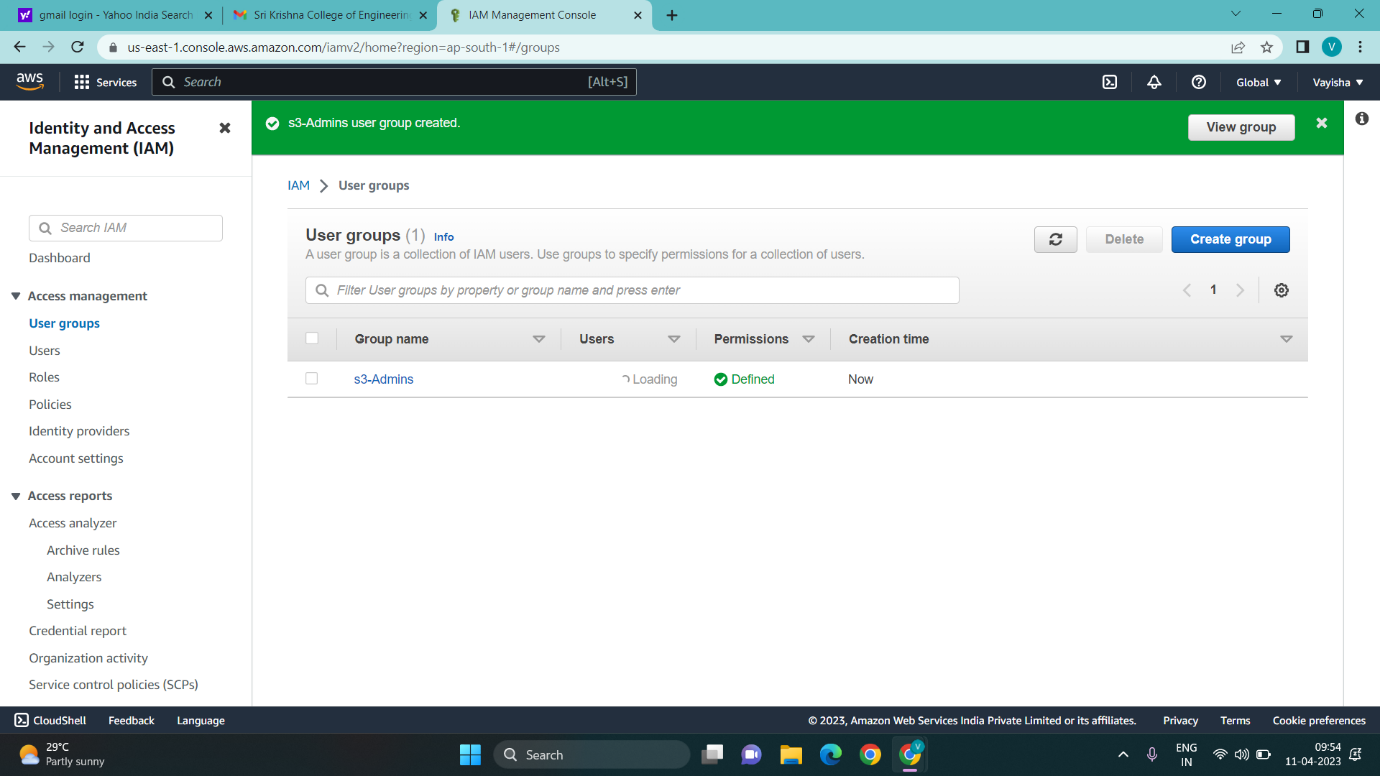 gmail login - Yahoo India Search
Sri Krishna College of Engineerin
IAM Management Console
us-east-1.console.aws.amazon.com/iamv2/home?region=ap-south-1#/groups
V
aws
Services
Search
[Alt+S]
Global
Vayisha
Identity and Access
Management (IAM)
Search IAM
Dashboard
Access management
User groups
Users
Roles
Policies
Identity providers
Account settings
Access reports
Access analyzer
Archive rules
Analyzers
Settings
Credential report
Organization activity
Service control policies (SCPs)
s3-Admins user group created.
View group
IAM > User groups
User groups (1) Info
A user group is a collection of IAM users. Use groups to specify permissions for a collection of users.
Delete
Create group
Filter User groups by property or group name and press enter
1
Group name
Users
Permissions
Creation time
s3-Admins
Loading
Defined
Now
CloudShell
Feedback
Language
© 2023, Amazon Web Services India Private Limited or its affiliates.
Privacy
Terms
Cookie preferences
29°C
Partly sunny
Search
V
ENG
IN
09:54
11-04-2023